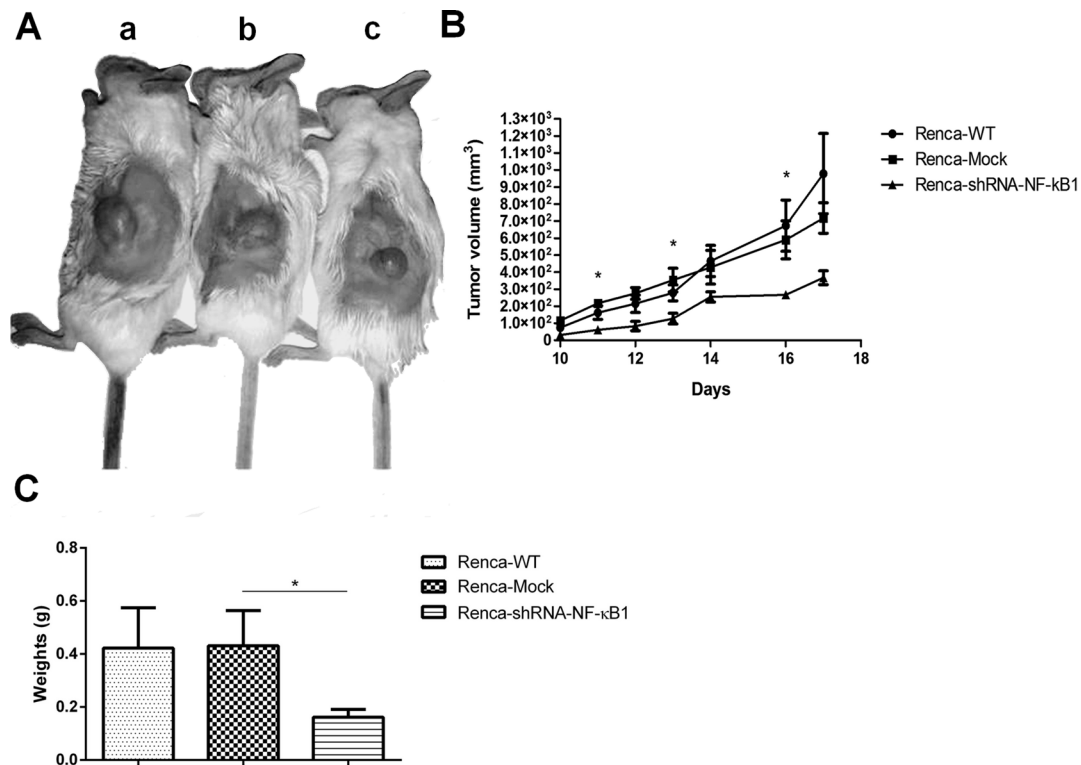 A
a b c
B
Tumor volume (mm³)
1.3×10³
1.2×10³
1.1×10³
1.0×10³
9.0×10²
8.0×10²
7.0×10²
6.0×10²
5.0×10²
4.0×10²
3.0×10²
2.0×10²
1.0×10²
0
* * *
10 12 14 16 18
Days
Renca-WT
Renca-Mock
Renca-shRNA-NF-kB1
C
Weights (g)
0.8
0.6
0.4
0.2
0.0
*
Renca-WT
Renca-Mock
Renca-shRNA-NF-κB1